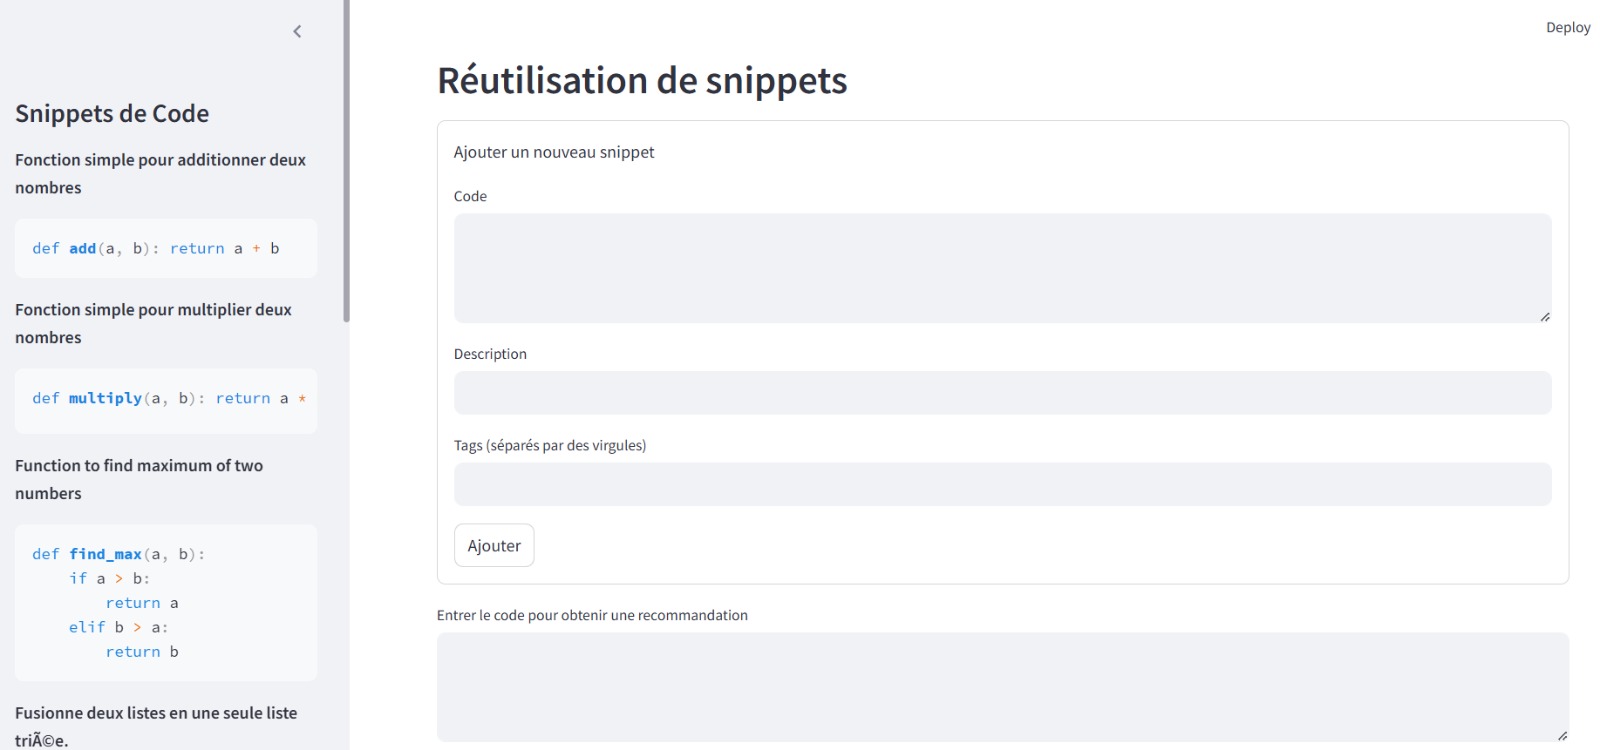 Deploy
Snippets de Code
Fonction simple pour additionner deux
nombres
def add(a, b): return a + b
Fonction simple pour multiplier deux
nombres
def multiply(a, b): return a *
Function to find maximum of two
numbers
def find_max(a, b):
    if a > b:
        return a
    elif b > a:
        return b
Fusionne deux listes en une seule liste
triÃ©e.
Réutilisation de snippets
Ajouter un nouveau snippet
Code
Description
Tags (séparés par des virgules)
Ajouter
Entrer le code pour obtenir une recommandation